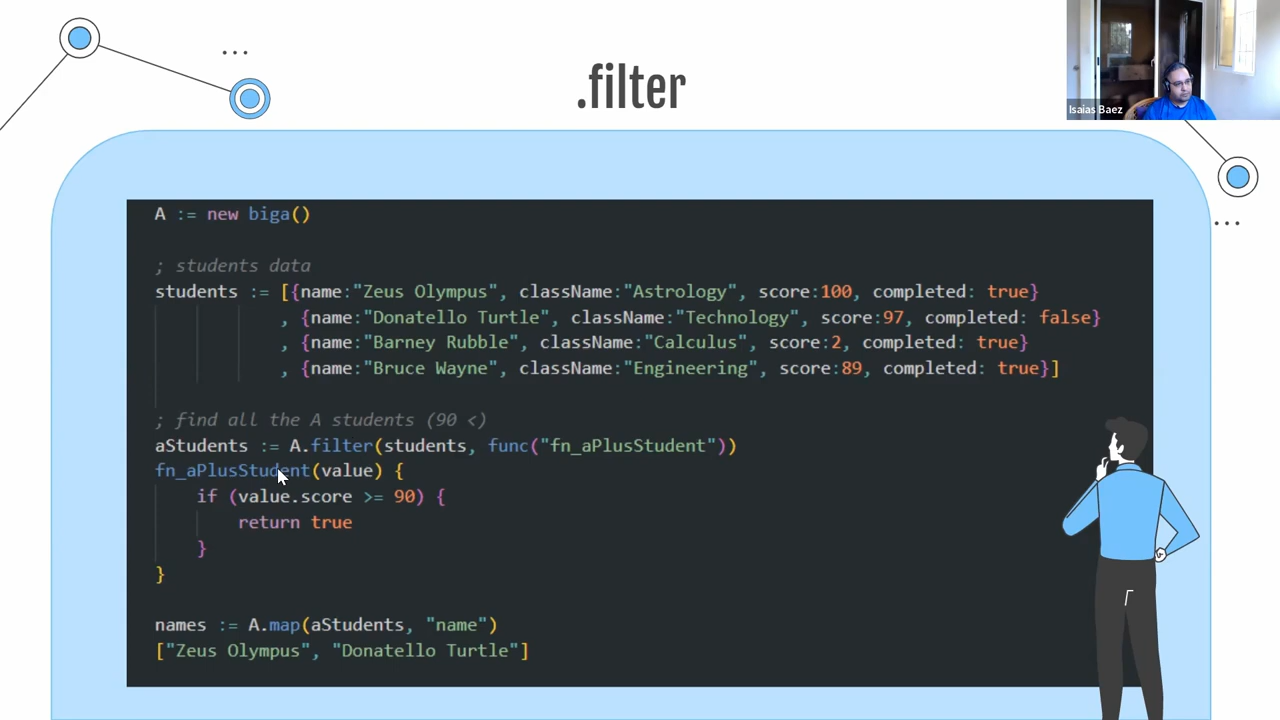 .filter
Isaias Baez
A := new biga()
; students data
students := [{name:"Zeus Olympus", className:"Astrology", score:100, completed: true}
, {name:"Donatello Turtle", className:"Technology", score:97, completed: false}
, {name:"Barney Rubble", className:"Calculus", score:2, completed: true}
, {name:"Bruce Wayne", className:"Engineering", score:89, completed: true}]
; find all the A students (90 <)
aStudents := A.filter(students, func("fn_aPlusStudent"))
fn_aPlusStudent(value) {
if (value.score >= 90) {
return true
}
}
names := A.map(aStudents, "name")
["Zeus Olympus", "Donatello Turtle"]